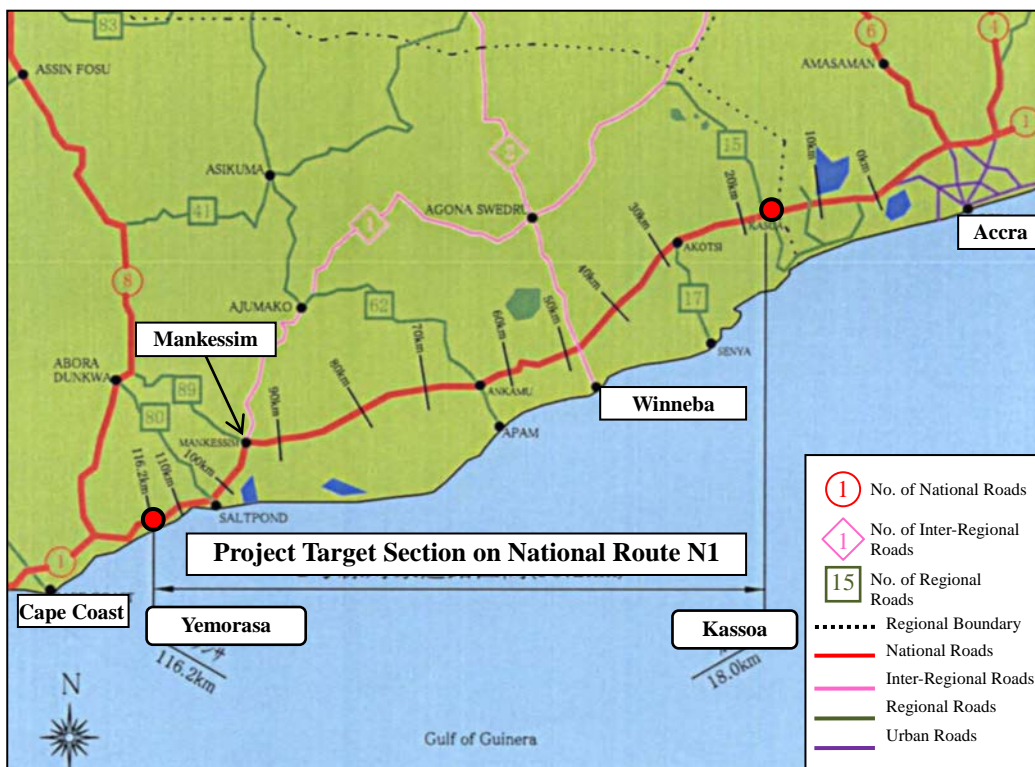 83
6
4
ASSIN FOSU
AMASAMAN
1
15
10km
0km
2
20km
ASIKUMA
41
AGONA SWEDRU
7
30km
KASOA
Accra
AKOTSI
8
40km
17
AJUMAKO
62
50km
60km
70km
SENYA
Mankessim
80km
ABORA
DUNKWA
89
90km
ANKAMU
Winneba
80
APAM
MANKESSIM
100km
110km
116.2km
SALTPOND
1
Project Target Section on National Route N1
Cape Coast
Yemorasa
Kassoa
116.2km
18.0km
N
Gulf of Guinera
1 No. of National Roads
1 No. of Inter-Regional
Roads
15 No. of Regional
Roads
Regional Boundary
National Roads
Inter-Regional Roads
Regional Roads
Urban Roads